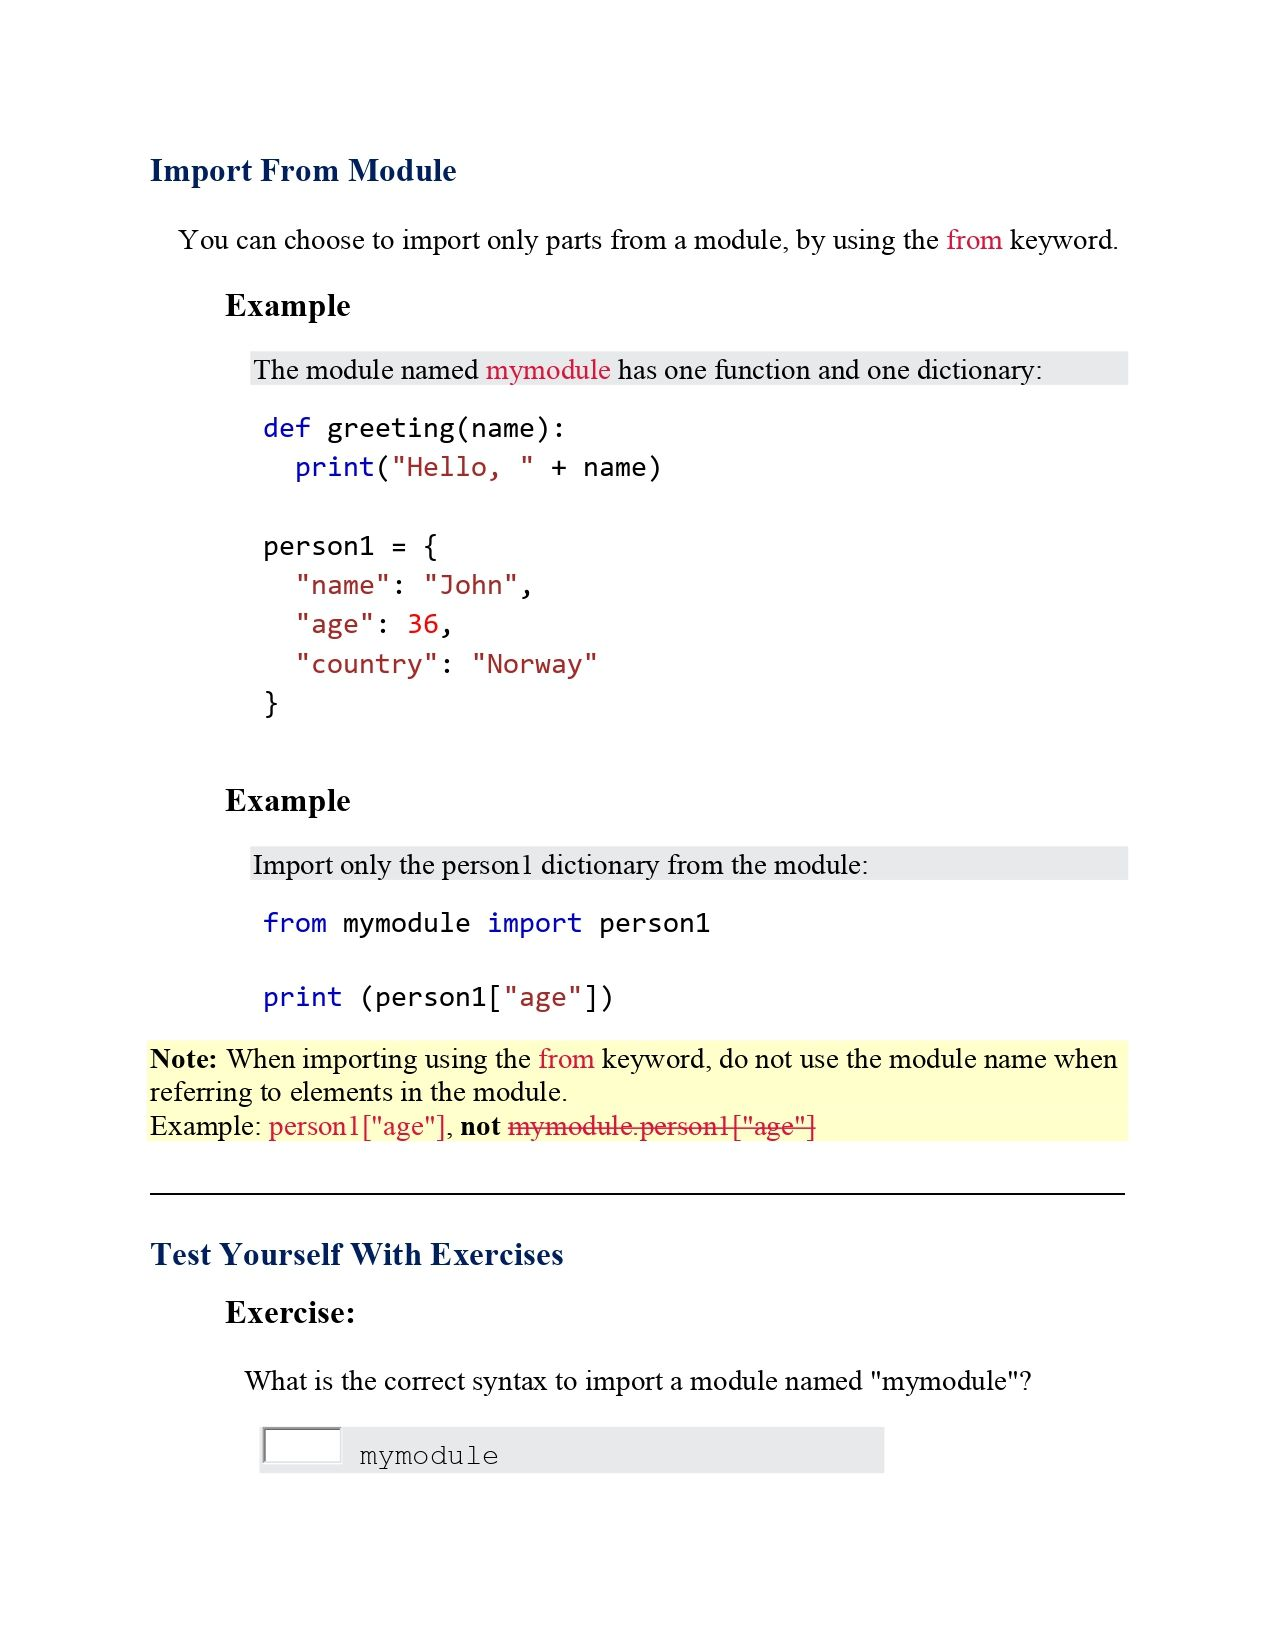 Import From Module
You can choose to import only parts from a module, by using the from keyword.
Example
The module named mymodule has one function and one dictionary:
def greeting(name):
  print("Hello, " + name)
person1 = {
  "name": "John",
  "age": 36,
  "country": "Norway"
}
Example
Import only the person1 dictionary from the module:
from mymodule import person1
print (person1["age"])
Note: When importing using the from keyword, do not use the module name when
referring to elements in the module.
Example: person1["age"], not mymodule.person1["age"]
Test Yourself With Exercises
Exercise:
What is the correct syntax to import a module named "mymodule"?
mymodule